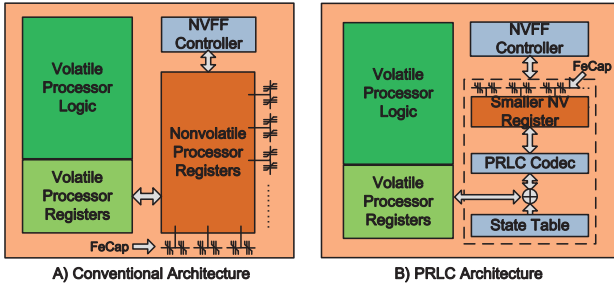 Volatile
Processor
Logic
Volatile
Processor
Registers
NVFF
Controller
Nonvolatile
Processor
Registers
FeCap
A) Conventional Architecture
Volatile
Processor
Logic
Volatile
Processor
Registers
NVFF
Controller
FeCap
Smaller NV
Register
PRLC Codec
State Table
B) PRLC Architecture